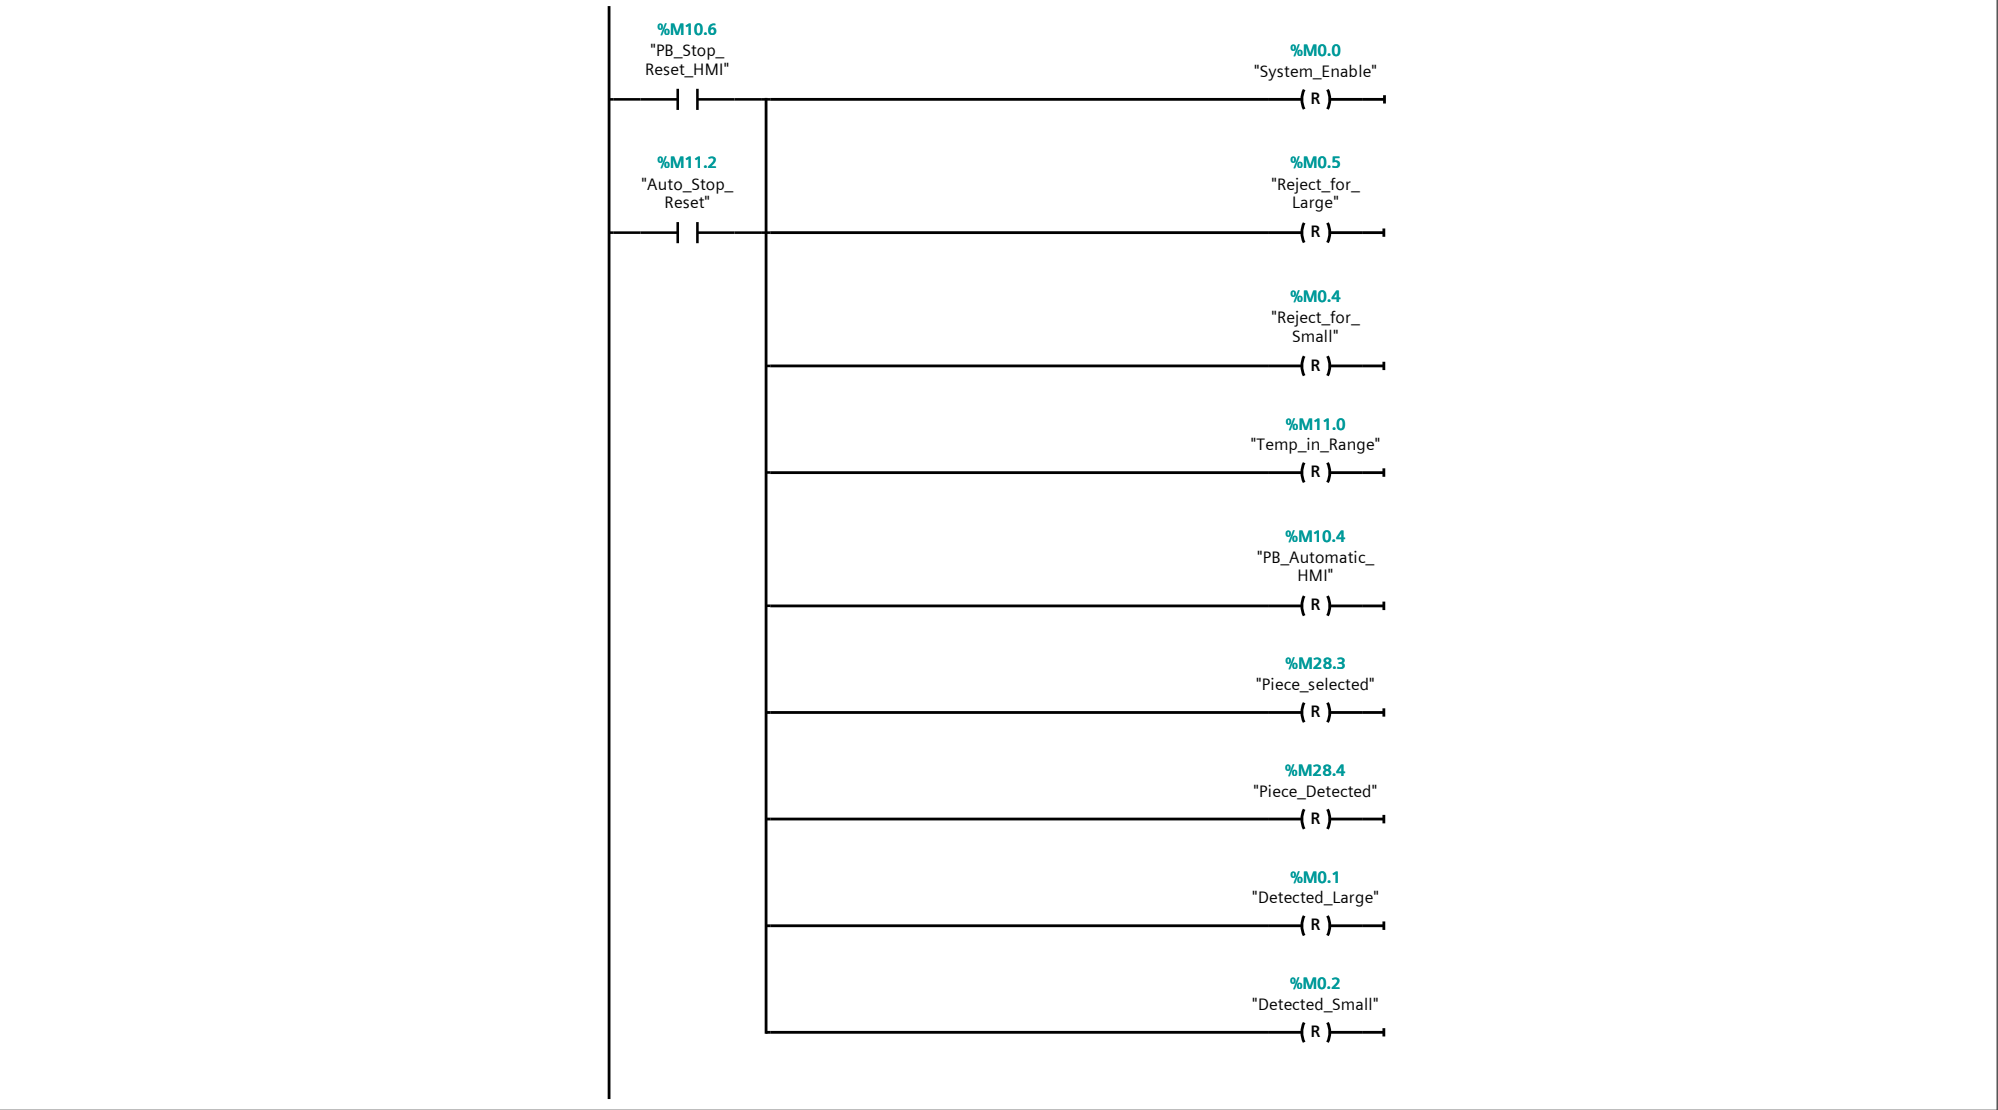 %M10.6
"PB_Stop_
Reset_HMI"
%M0.0
"System_Enable"
R
%M11.2
"Auto_Stop_
Reset"
%M0.5
"Reject_for_
Large"
R
%M0.4
"Reject_for_
Small"
R
%M11.0
"Temp_in_Range"
R
%M10.4
"PB_Automatic_
HMI"
R
%M28.3
"Piece_selected"
R
%M28.4
"Piece_Detected"
R
%M0.1
"Detected_Large"
R
%M0.2
"Detected_Small"
R